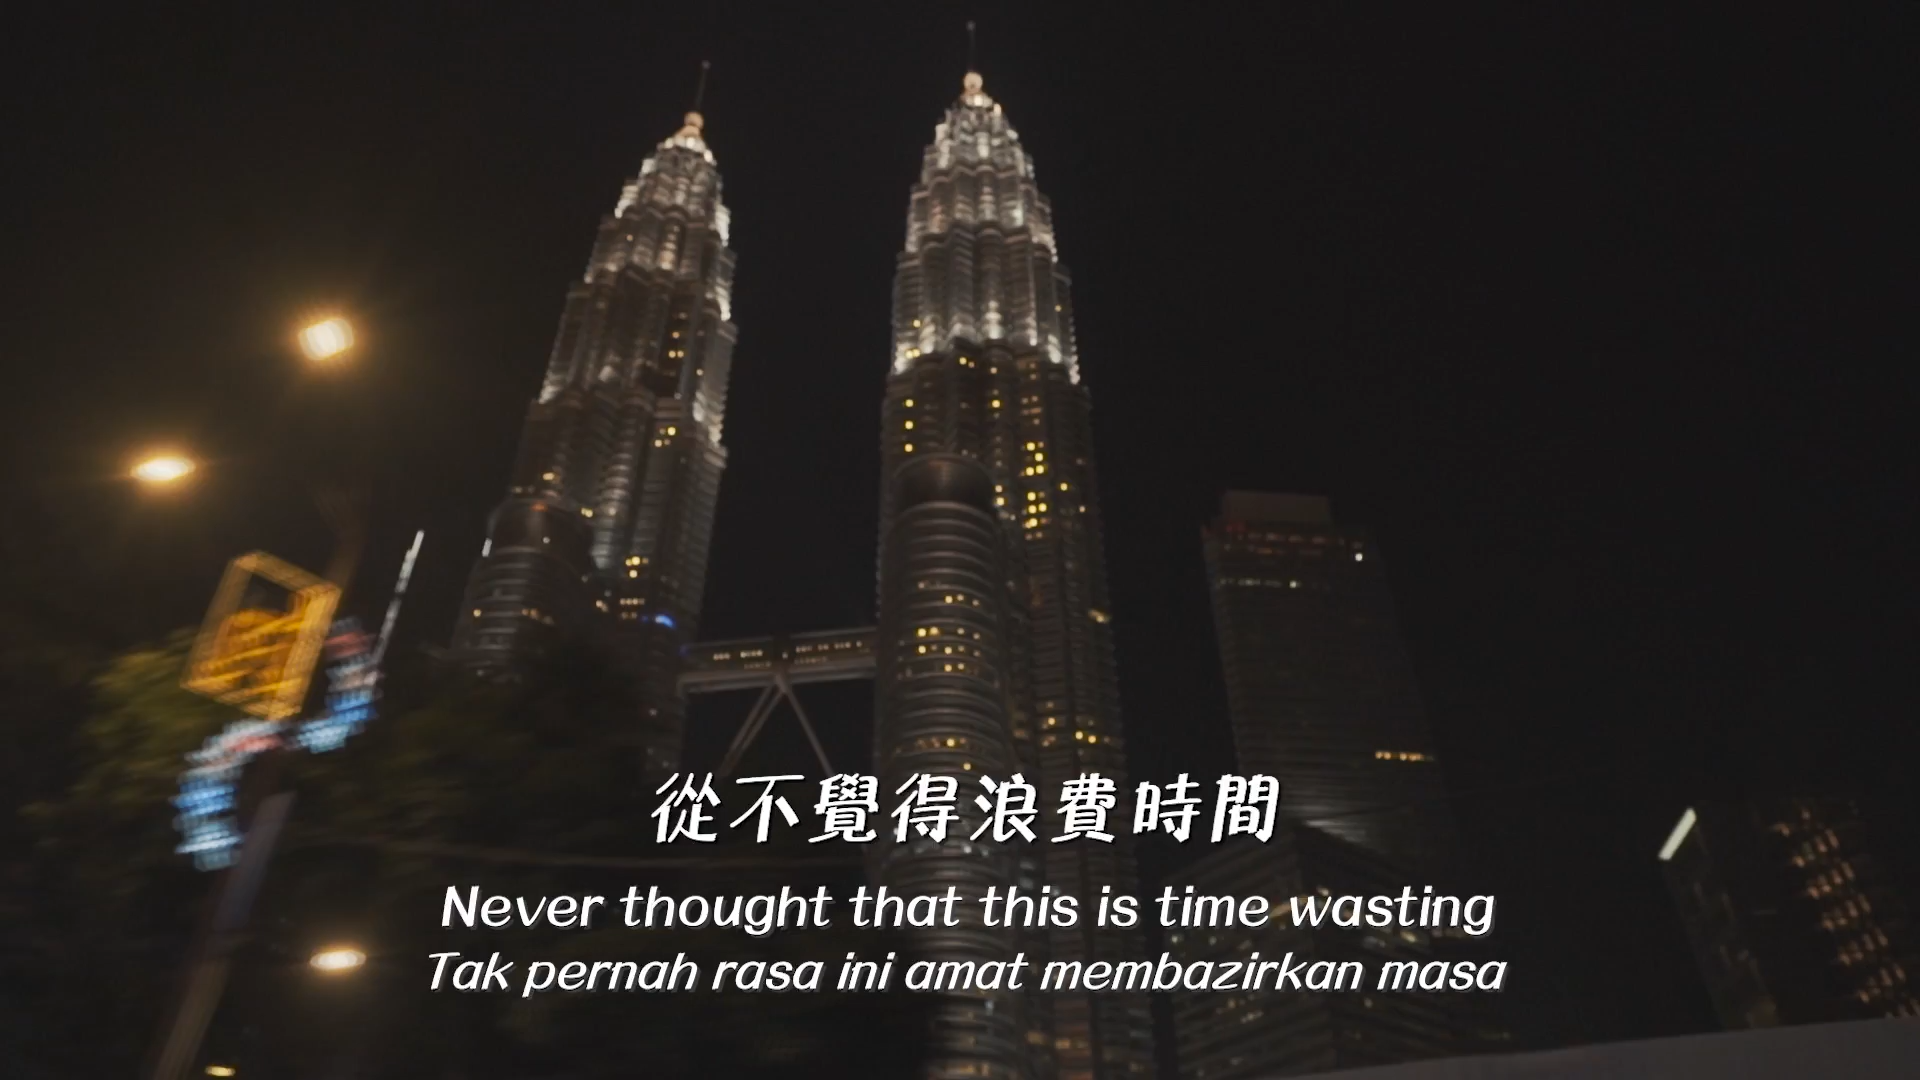 從不覺得浪費時間
Never thought that this is time wasting
Tak pernah rasa ini amat membazirkan masa